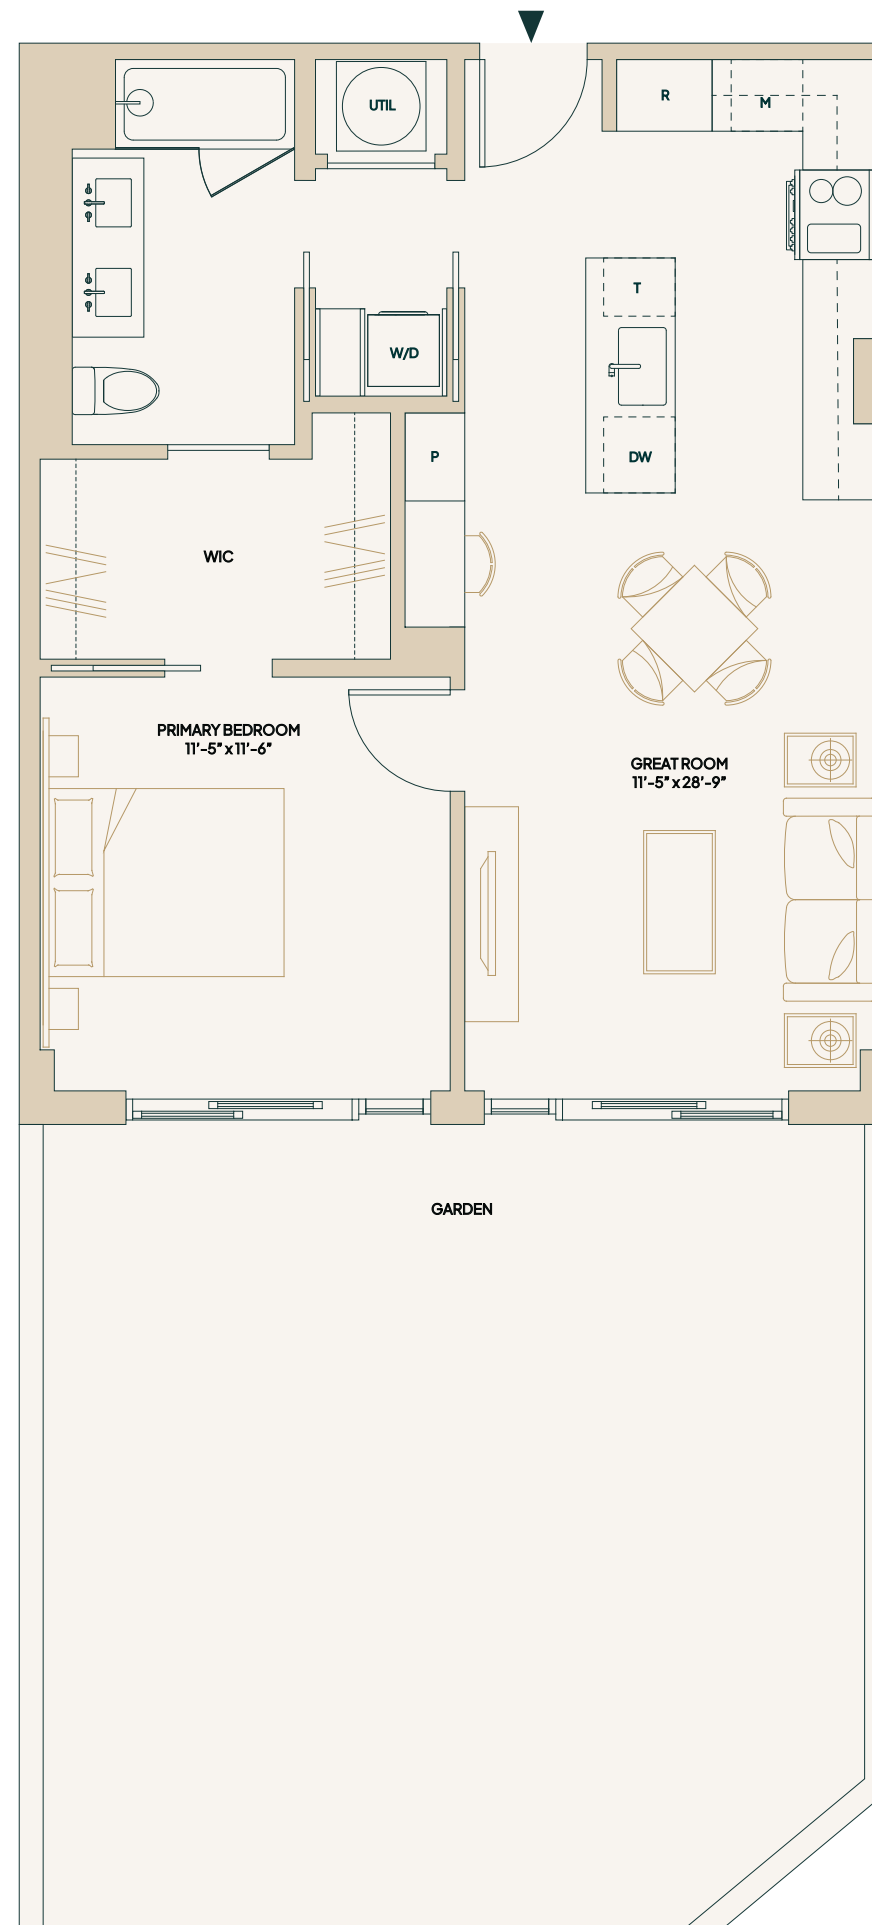 UTIL
R
M
T
W/D
P
DW
WIC
PRIMARY BEDROOM
11'-5" x 11'-6"
GREAT ROOM
11'-5" x 28'-9"
GARDEN